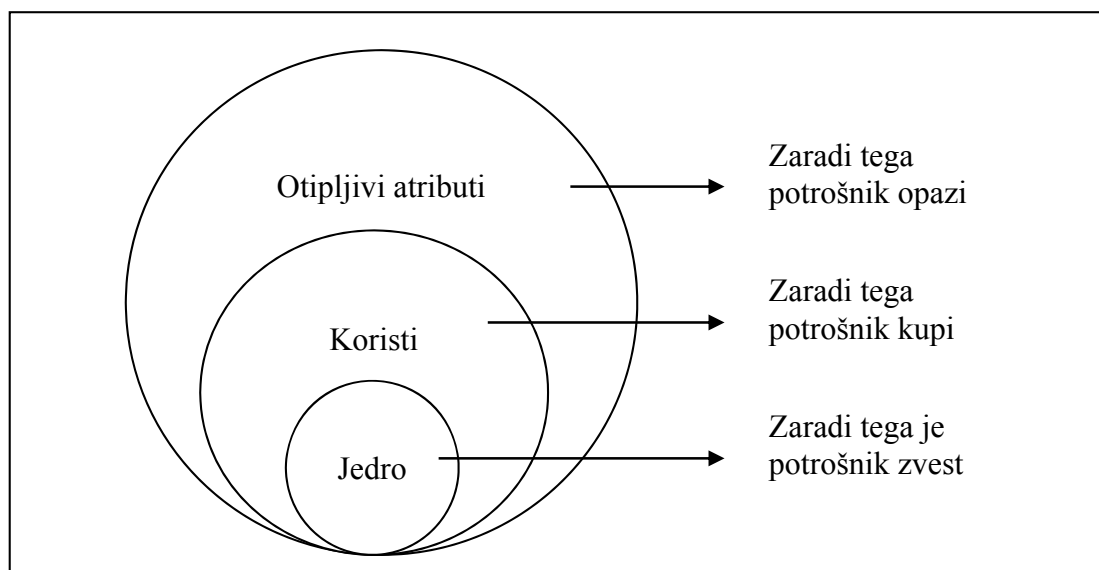 Otipljivi atributi
Zaradi tega
potrošnik opazi
Koristi
Zaradi tega
potrošnik kupi
Jedro
Zaradi tega je
potrošnik zvest